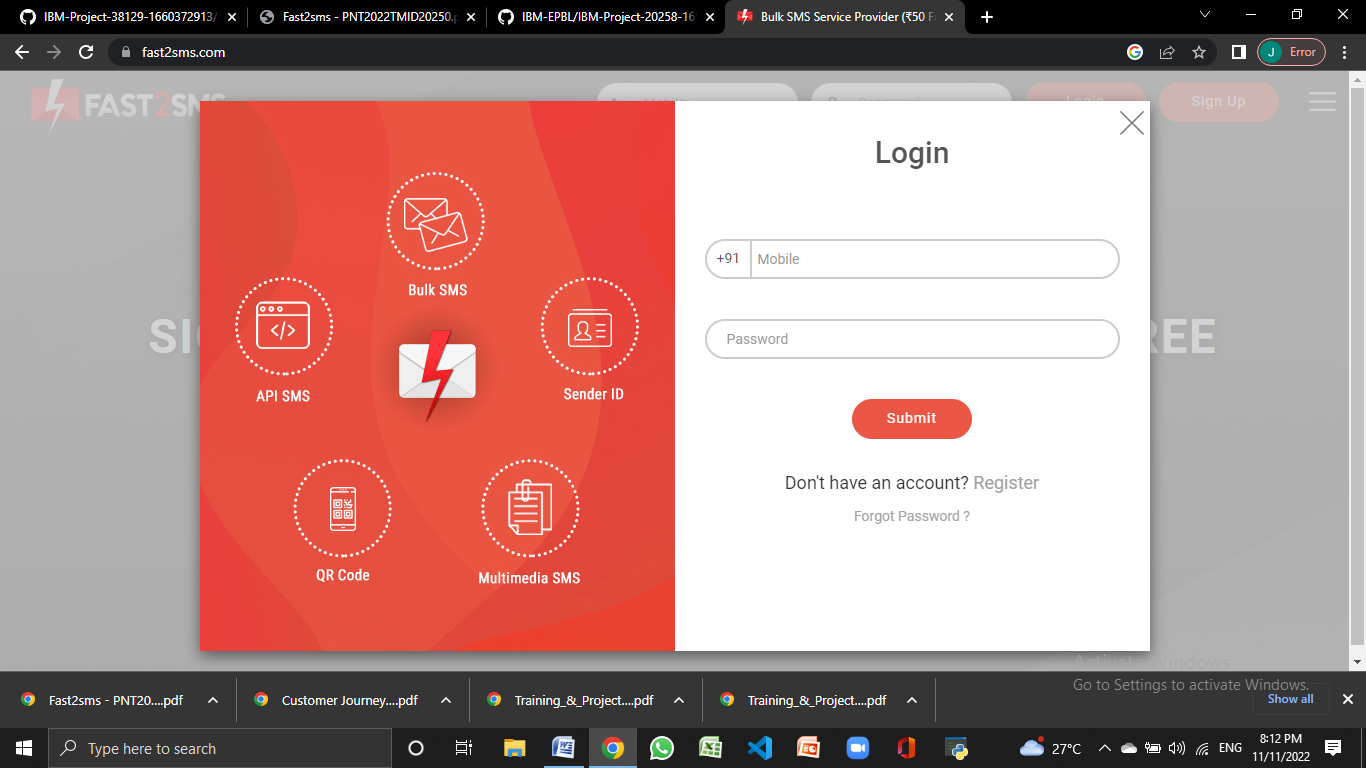 IBM-Project-38129-1660372913/
Fast2sms - PNT2022TMID20250.p
IBM-EPBL/IBM-Project-20258-16
Bulk SMS Service Provider (₹50 F
fast2sms.com
J
Error
FAST2SMS
Login
Sign Up
Login
+91
Mobile
Password
Submit
Don't have an account? Register
Forgot Password ?
Bulk SMS
API SMS
Sender ID
QR Code
Multimedia SMS
REE
Activate Windows
Go to Settings to activate Windows.
Fast2sms - PNT20....pdf
Customer Journey....pdf
Training_&_Project....pdf
Training_&_Project....pdf
Show all
Type here to search
27°C
ENG
8:12 PM
11/11/2022